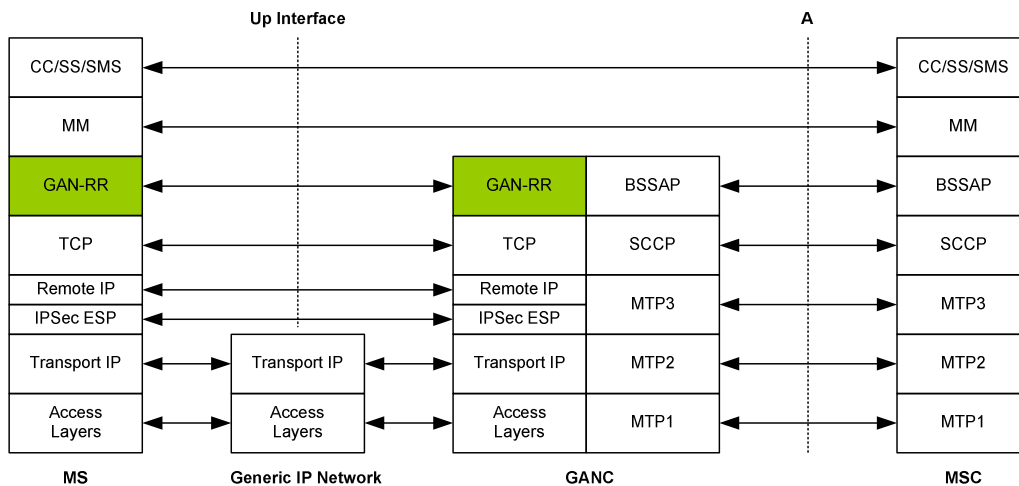 Up Interface
A
CC/SS/SMS
CC/SS/SMS
MM
MM
GAN-RR
GAN-RR
BSSAP
BSSAP
TCP
TCP
SCCP
SCCP
Remote IP
Remote IP
MTP3
MTP3
IPSec ESP
IPSec ESP
Transport IP
Transport IP
Transport IP
MTP2
MTP2
Access
Layers
Access
Layers
Access
Layers
MTP1
MTP1
MS
Generic IP Network
GANC
MSC